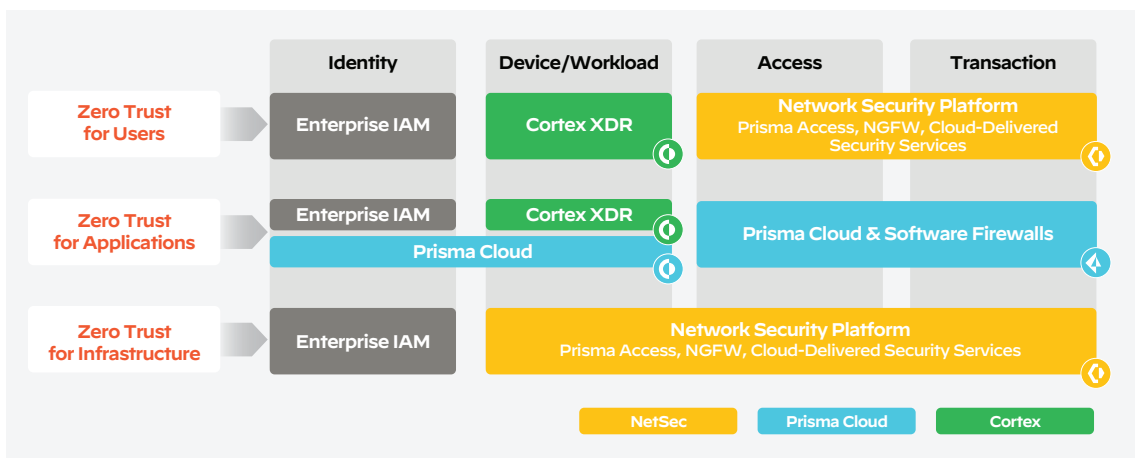 Identity
Device/Workload
Access
Transaction
Zero Trust
for Users
Enterprise IAM
Cortex XDR
Network Security Platform
Prisma Access, NGFW, Cloud-Delivered
Security Services
Zero Trust
for Applications
Enterprise IAM
Cortex XDR
Prisma Cloud
Prisma Cloud & Software Firewalls
Zero Trust
for Infrastructure
Enterprise IAM
Network Security Platform
Prisma Access, NGFW, Cloud-Delivered Security Services
NetSec
Prisma Cloud
Cortex